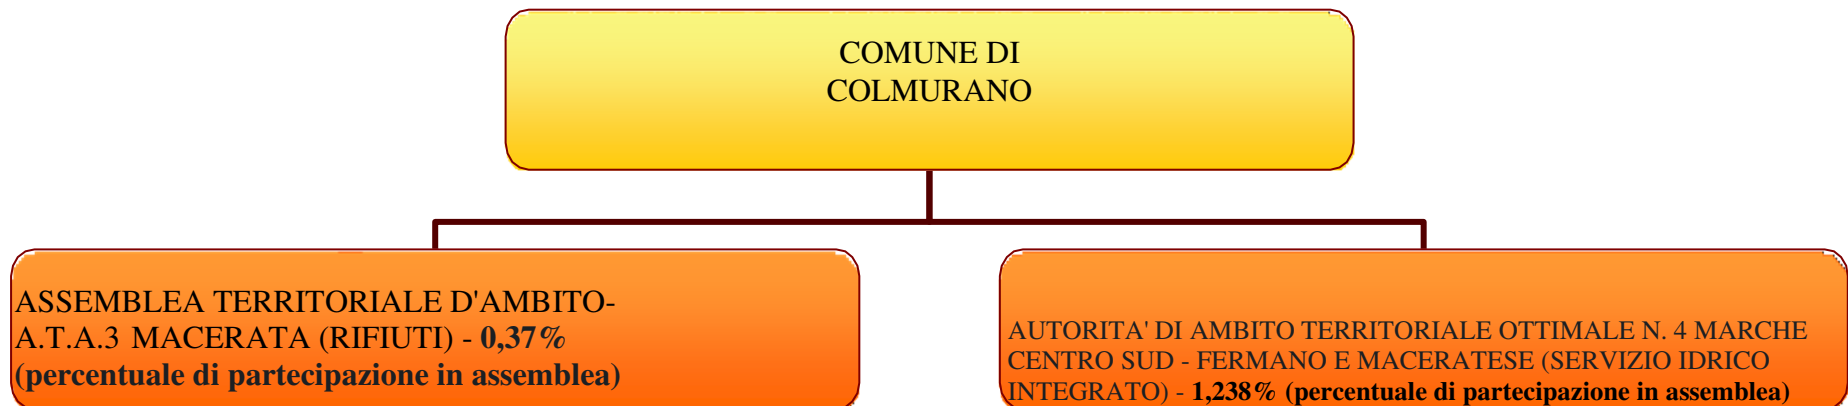 COMUNE DI
COLMURANO
ASSEMBLEA TERRITORIALE D'AMBITO-
A.T.A.3 MACERATA (RIFIUTI) - 0,37%
(percentuale di partecipazione in assemblea)
AUTORITA' DI AMBITO TERRITORIALE OTTIMALE N. 4 MARCHE
CENTRO SUD - FERMANO E MACERATESE (SERVIZIO IDRICO
INTEGRATO) - 1,238% (percentuale di partecipazione in assemblea)